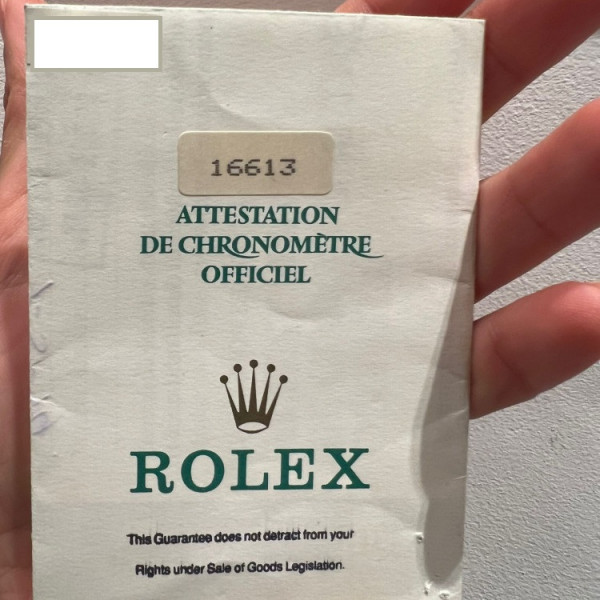 16613
ATTESTATION
DE CHRONOMÈTRE
OFFICIEL
ROLEX
This Guarantee does not detract from your
Rights under Sale of Goods Legislation.